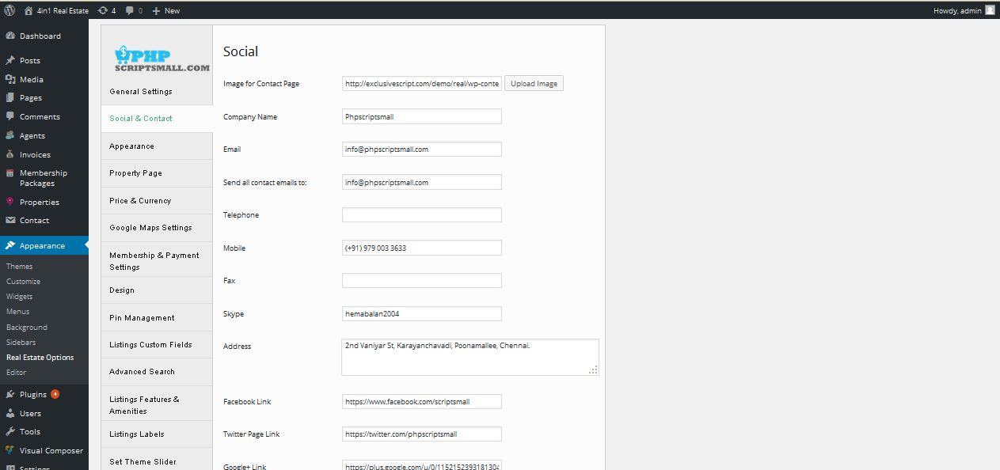 4in1 Real Estate 4 0 + New Howdy, admin
Dashboard
Posts
Media
Pages
Comments
Agents
Invoices
Membership
Packages
Properties
Contact
Appearance
Themes
Customize
Widgets
Menus
Background
Sidebars
Real Estate Options
Editor
Plugins 4
Users
Tools
Visual Composer
Settings
PHP
SCRIPTSMALL.COM
General Settings
Social & Contact
Appearance
Property Page
Price & Currency
Google Maps Settings
Membership & Payment
Settings
Design
Pin Management
Listings Custom Fields
Advanced Search
Listings Features &
Amenities
Listings Labels
Set Theme Slider
Social
Image for Contact Page http://exclusivescript.com/demo/real/wp-conte Upload Image
Company Name Phpscriptsmall
Email info@phpscriptsmall.com
Send all contact emails to: info@phpscriptsmall.com
Telephone
Mobile (+91) 979 003 3633
Fax
Skype hemabalan2004
Address 2nd Vaniyar St, Karayanchavadi, Poonamallee, Chennai.
Facebook Link https://www.facebook.com/scriptsmall
Twitter Page Link https://twitter.com/phpscriptsmall
Google+ Link https://plus.google.com/u/0/1152152393181304